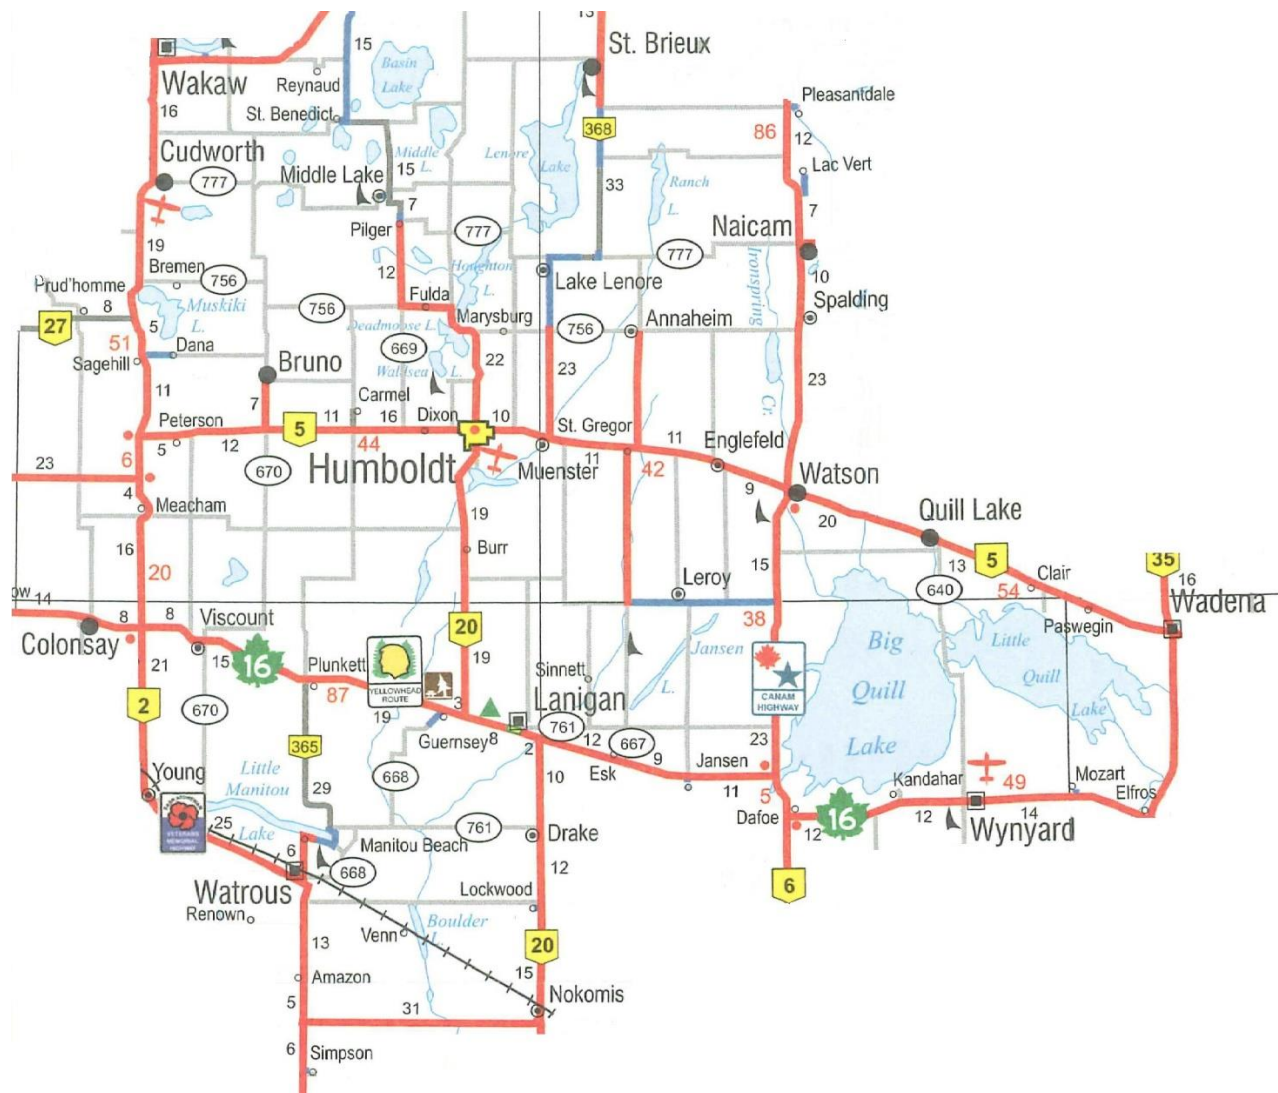 13
St. Brieux
15
Basin
Lake
Wakaw
Reynaud
Pleasantdale
16
St. Benedict
368
86
12
Cudworth
Middle
L.
Lenore
Lake
Lac Vert
777
Middle Lake
15
33
Ranch
L.
7
7
Pilger
777
Naicam
19
777
Bremen
12
Houghton
L.
Lake Lenore
Ironspring
10
Prud'homme
756
8
Muskiki
L.
756
Fulda
Spalding
27
5
Deadmoose L.
Marysburg
756
Annaheim
51
Dana
669
Sagehill
Bruno
Waldsea L.
22
23
23
11
7
Carmel
Cr.
Peterson
11
16
Dixon
10
St. Gregor
5
12
5
44
11
Englefeld
6
23
670
Humboldt
Muenster
11
42
Watson
4
Meacham
9
20
Quill Lake
19
16
Burr
15
13
5
Clair
35
20
Leroy
16
ow
14
640
54
Wadena
8
8
Viscount
38
Paswegin
Colonsay
20
Big
Quill
Lake
Little
Quill
Lake
15
16
Plunkett
19
Sinnett
Jansen
L.
21
87
YELLOWHEAD
ROUTE
Lanigan
CANAM
HIGHWAY
2
670
19
3
761
365
Guernsey
8
2
12
667
23
Young
Little
Manitou
Lake
668
Esk
9
Jansen
10
11
5
Kandahar
49
Mozart
29
Elfros
Dafoe
16
25
761
Drake
12
12
14
6
Manitou Beach
Wynyard
668
12
6
Watrous
Lockwood
Renown
Boulder
L.
13
Venn
20
Amazon
15
Nokomis
5
31
6
Simpson